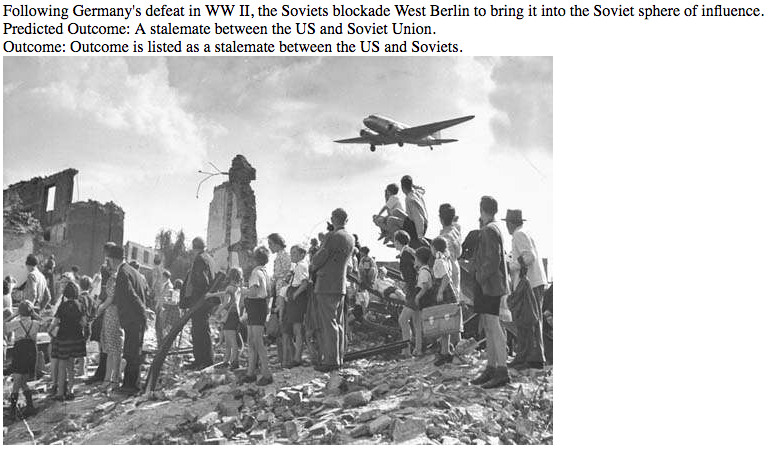 Following Germany's defeat in WW II, the Soviets blockade West Berlin to bring it into the Soviet sphere of influence.
Predicted Outcome: A stalemate between the US and Soviet Union.
Outcome: Outcome is listed as a stalemate between the US and Soviets.